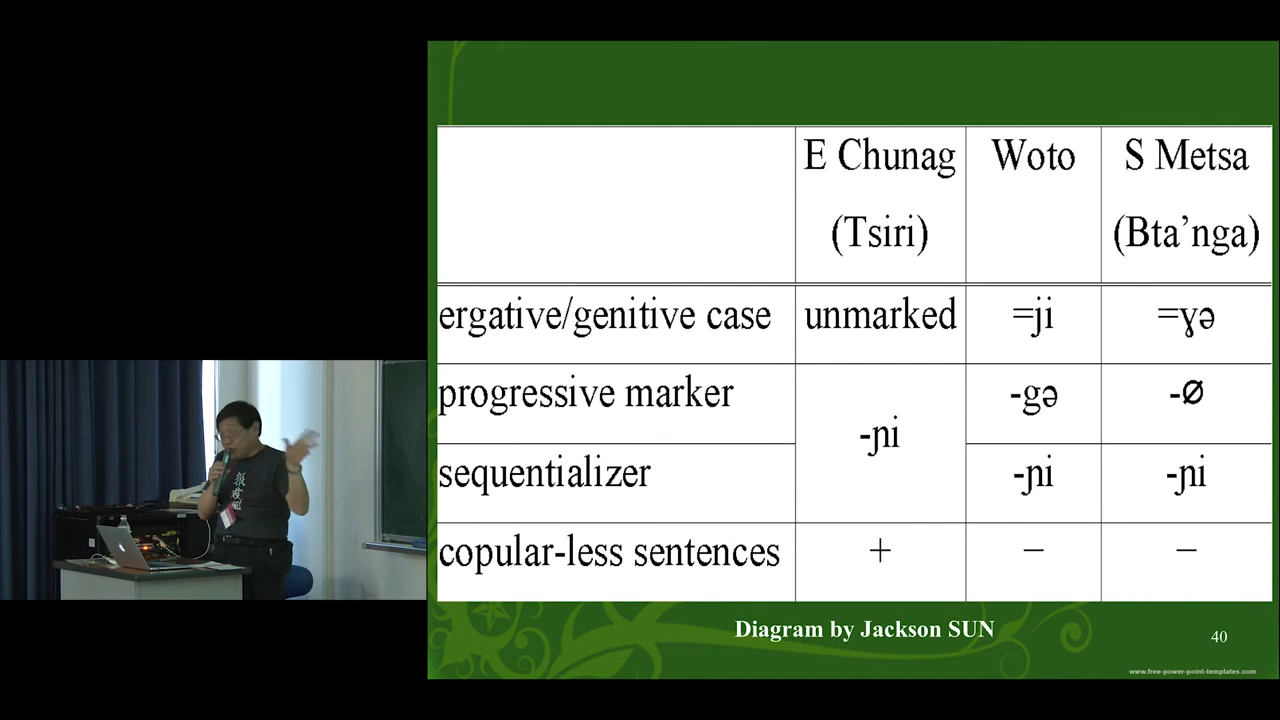 E Chunag Woto S Metsa
(Tsiri) (Bta’nga)
ergative/genitive case unmarked =ji =ɣə
progressive marker -ɲi -gə -∅
sequentializer -ɲi -ɲi
copular-less sentences + – –
Diagram by Jackson SUN
40
www.free-power-point-templates.com